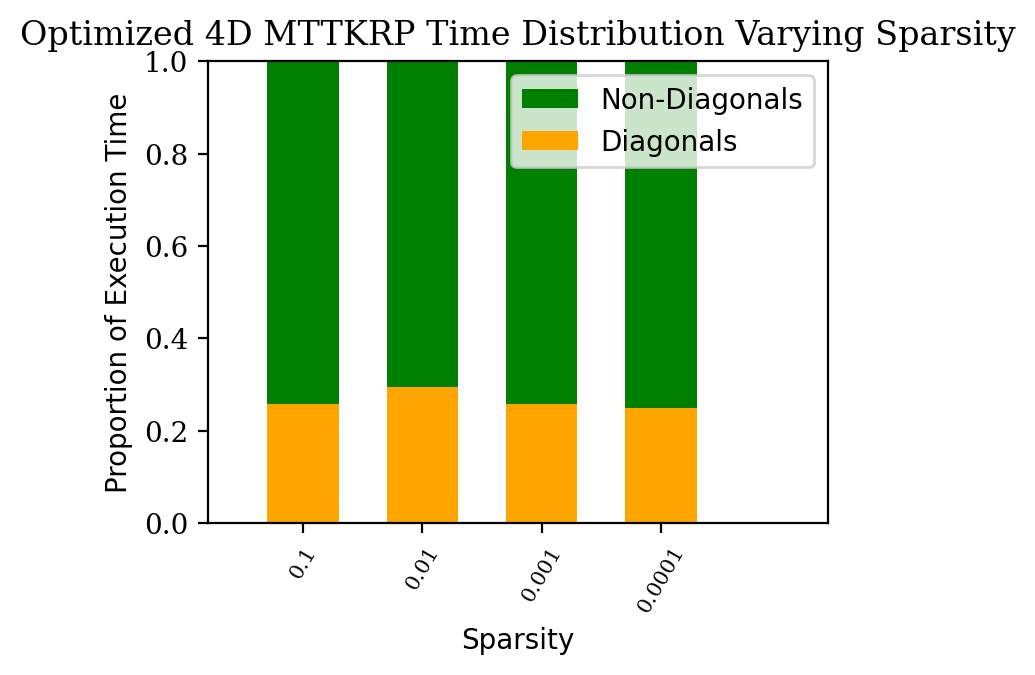 Optimized 4D MTTKRP Time Distribution Varying Sparsity
Proportion of Execution Time
1.0
0.8
0.6
0.4
0.2
0.0
Non-Diagonals
Diagonals
0.1
0.01
0.001
0.0001
Sparsity